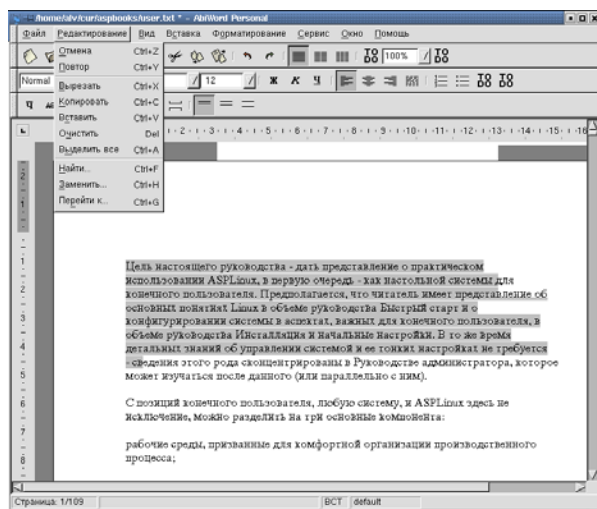 /home/alv/cur/aspbooks/user.txt * - AbiWord Personal
Файл Редактирование Вид Вставка Форматирование Сервис Окно Помощь
Отмена Ctrl+Z
Повтор Ctrl+Y
Вырезать Ctrl+X
Копировать Ctrl+C
Вставить Ctrl+V
Очистить Del
Выделить все Ctrl+A
Найти... Ctrl+F
Заменить... Ctrl+H
Перейти к... Ctrl+G
100%
Normal 12 Ж К Ч
Цель настоящего руководства - дать представление о практическом
использовании ASPLinux, в первую очередь - как настольной системы для
конечного пользователя. Предполагается, что читатель имеет представление об
основных понятиях Linux в объеме руководства Быстрый старт и о
конфигурировании системы в аспектах, важных для конечного пользователя, в
объеме руководства Инсталляция и начальные настройки. В то же время
детальных знаний об управлении системой и ее тонких настройках не требуется
- сведения этого рода сконцентрированы в Руководстве администратора, которое
может изучаться после данного (или параллельно с ним).
С позиций конечного пользователя, любую систему, и ASPLinux здесь не
исключение, можно разделить на три основные компонента:
рабочие среды, призванные для комфортной организации производственного
процесса;
Страница: 1/109 ВСТ default